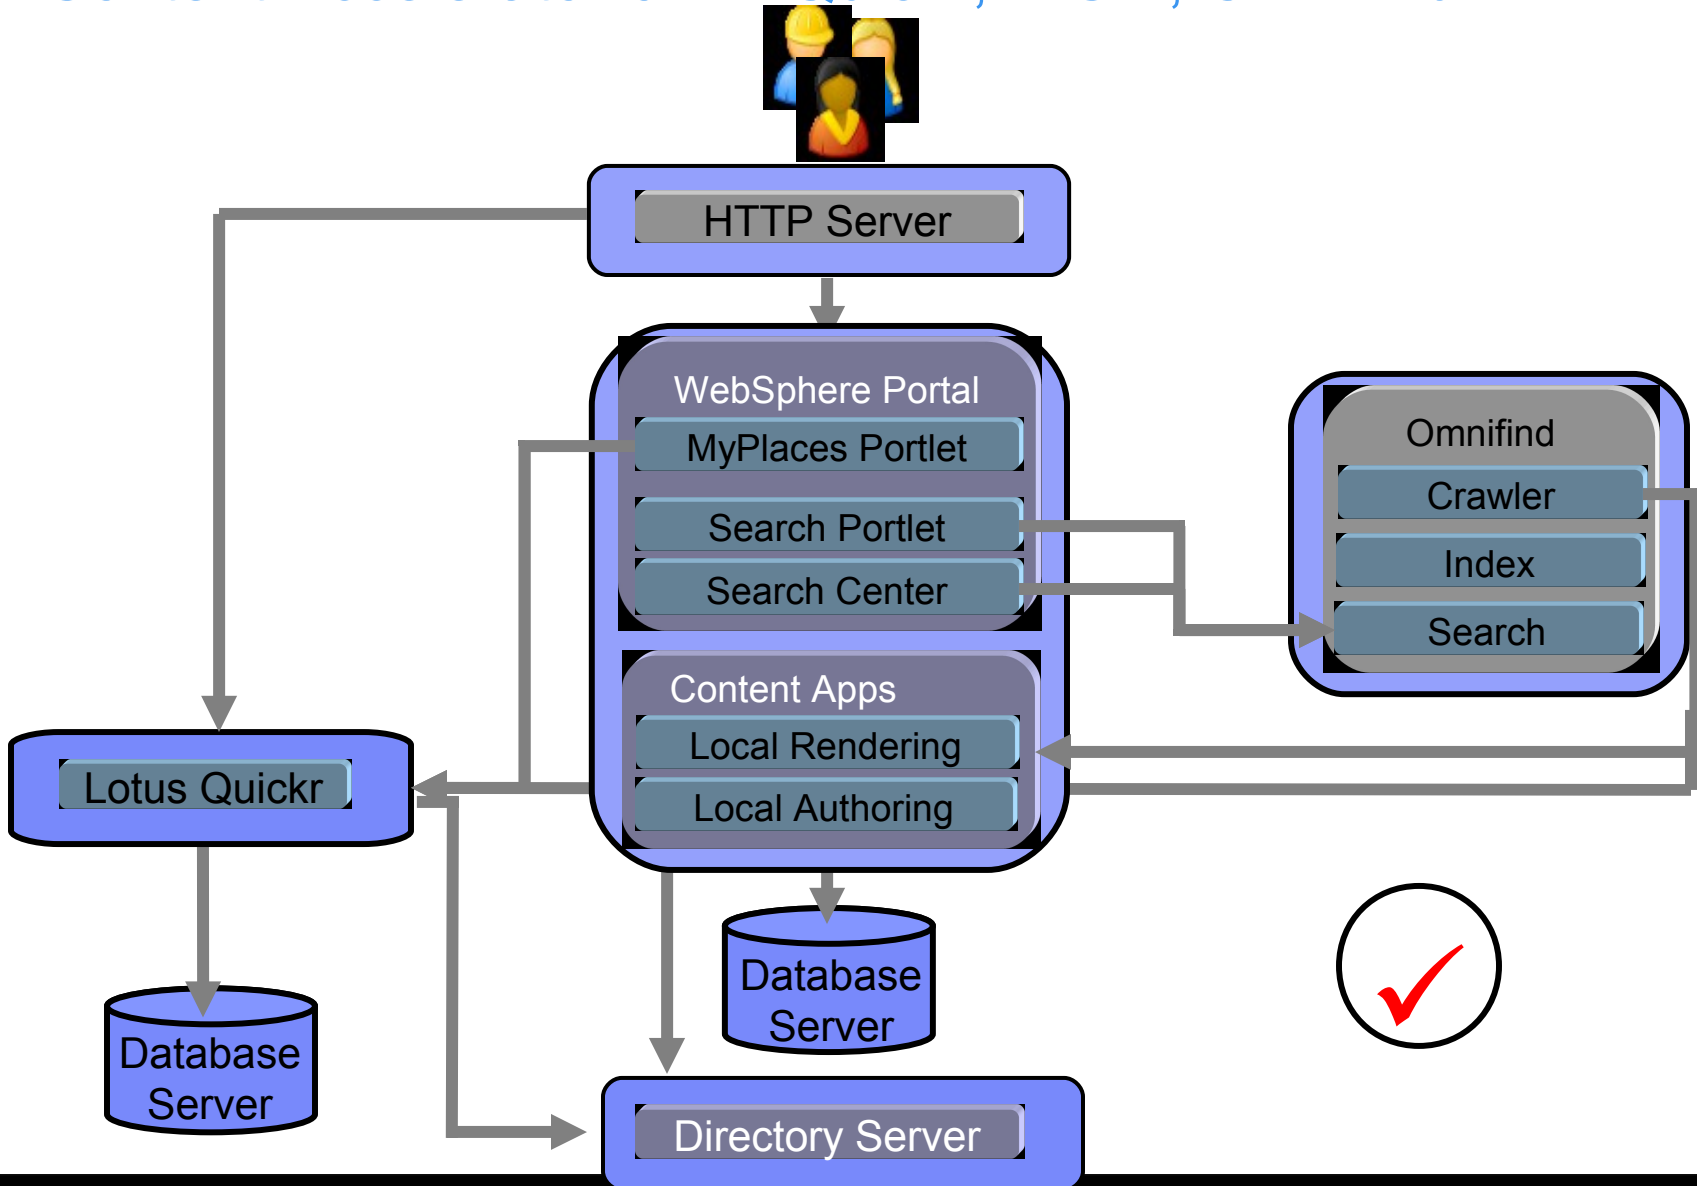 HTTP Server
WebSphere Portal
MyPlaces Portlet
Search Portlet
Search Center
Content Apps
Local Rendering
Local Authoring
Omnifind
Crawler
Index
Search
Lotus Quickr
Database
Server
Database
Server
Directory Server